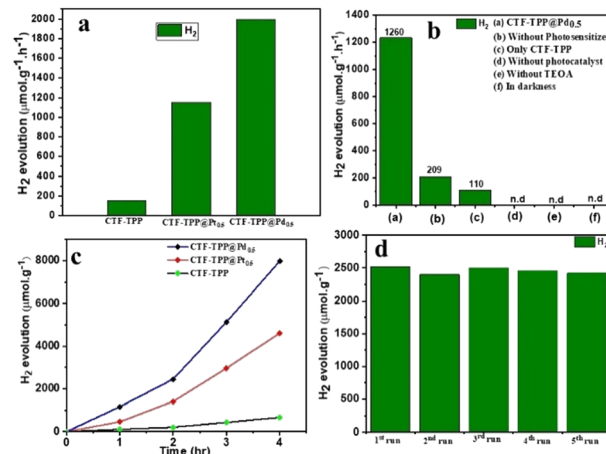 a
H2
H2 evolution (μmol.g-1.h-1)
2000
1800
1600
1400
1200
1000
800
600
400
200
0
CTF-TPP
CTF-TPP@Pt0.5
CTF-TPP@Pd0.5
b
H2
(a) CTF-TPP@Pd0.5
(b) Without Photosensitize
(c) Only CTF-TPP
(d) Without photocatalyst
(e) Without TEOA
(f) In darkness
H2 evolution (μmol.g-1)
1400
1200
1000
800
600
400
200
0
1260
209
110
n.d
n.d
n.d
(a)
(b)
(c)
(d)
(e)
(f)
c
CTF-TPP@Pd0.5
CTF-TPP@Pt0.5
CTF-TPP
H2 evolution (μmol.g-1)
8000
6000
4000
2000
0
0
1
2
3
4
Time (hr)
d
H2
H2 evolution (μmol.g-1)
3000
2500
2000
1500
1000
500
0
1st run
2nd run
3rd run
4th run
5th run